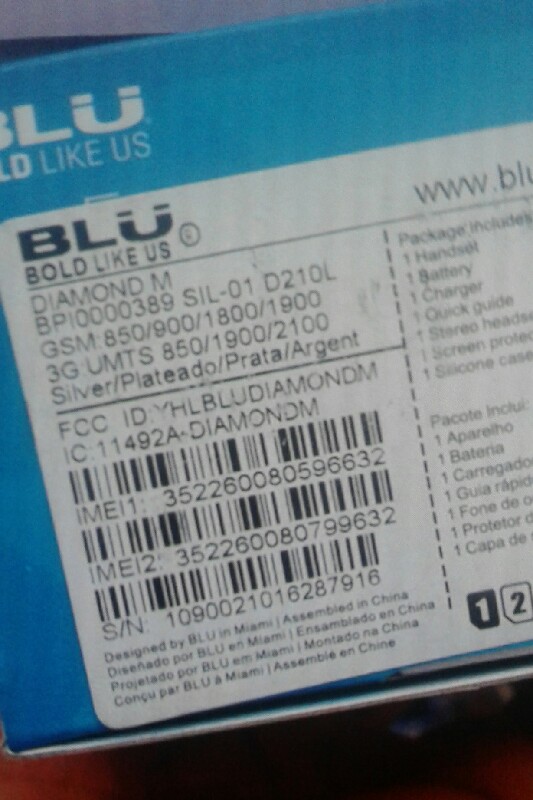 BLU
LD LIKE US
www.blu
BLU
BOLD LIKE US
DIAMOND M
BPI0000389 SIL-01 D210L
GSM:850/900/1800/1900
3G:UMTS 850/1900/2100
Silver/Plateado/Prata/Argent
FCC ID:YHLBLUDIAMONDM
IC:11492A-DIAMONDM
IMEI1: 352260080596632
IMEI2: 352260080799632
S/N: 1090021016287916
Designed by BLU in Miami | Assembled in China
Diseñado por BLU en Miami | Ensamblado en China
Projetado por BLU em Miami | Montado na China
Conçu par BLU à Miami | Assemblé en Chine
Package includes
1 Handset
1 Battery
1 Charger
1 Quick guide
1 Stereo heads
1 Screen protec
1 Silicone case
Pacote Inclui:
1 Aparelho
1 Bateria
1 Carregado
1 Guia rápid
1 Fone de o
1 Protetor d
1 Capa de
1 2